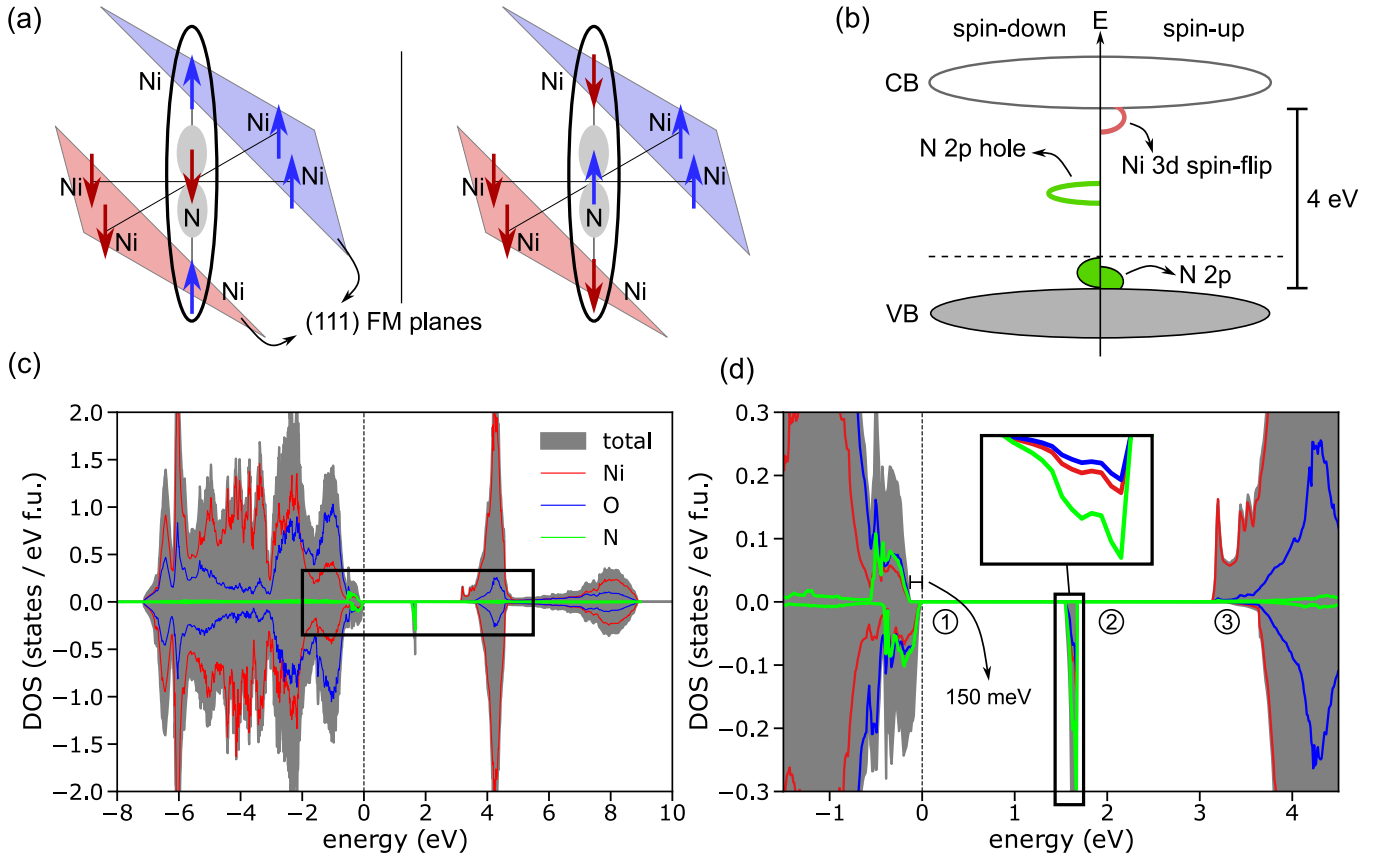 (a)
Ni
Ni
Ni
Ni
N
Ni
Ni
(111) FM planes
Ni
Ni
Ni
Ni
N
Ni
Ni
(b)
spin-down
E
spin-up
CB
N 2p hole
Ni 3d spin-flip
4 eV
N 2p
VB
(c)
2.0
1.5
1.0
0.5
0.0
−0.5
−1.0
−1.5
−2.0
DOS (states / eV f.u.)
total
Ni
O
N
−8
−6
−4
−2
0
2
4
6
8
10
energy (eV)
(d)
0.3
0.2
0.1
0.0
−0.1
−0.2
−0.3
DOS (states / eV f.u.)
①
②
③
150 meV
−1
0
1
2
3
4
energy (eV)